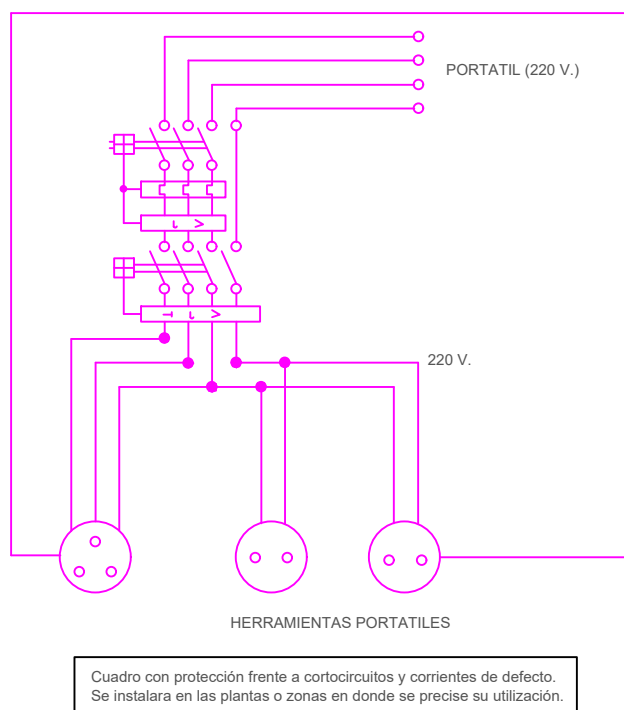 PORTATIL (220 V.)
220 V.
HERRAMIENTAS PORTATILES
Cuadro con protección frente a cortocircuitos y corrientes de defecto.
Se instalara en las plantas o zonas en donde se precise su utilización.